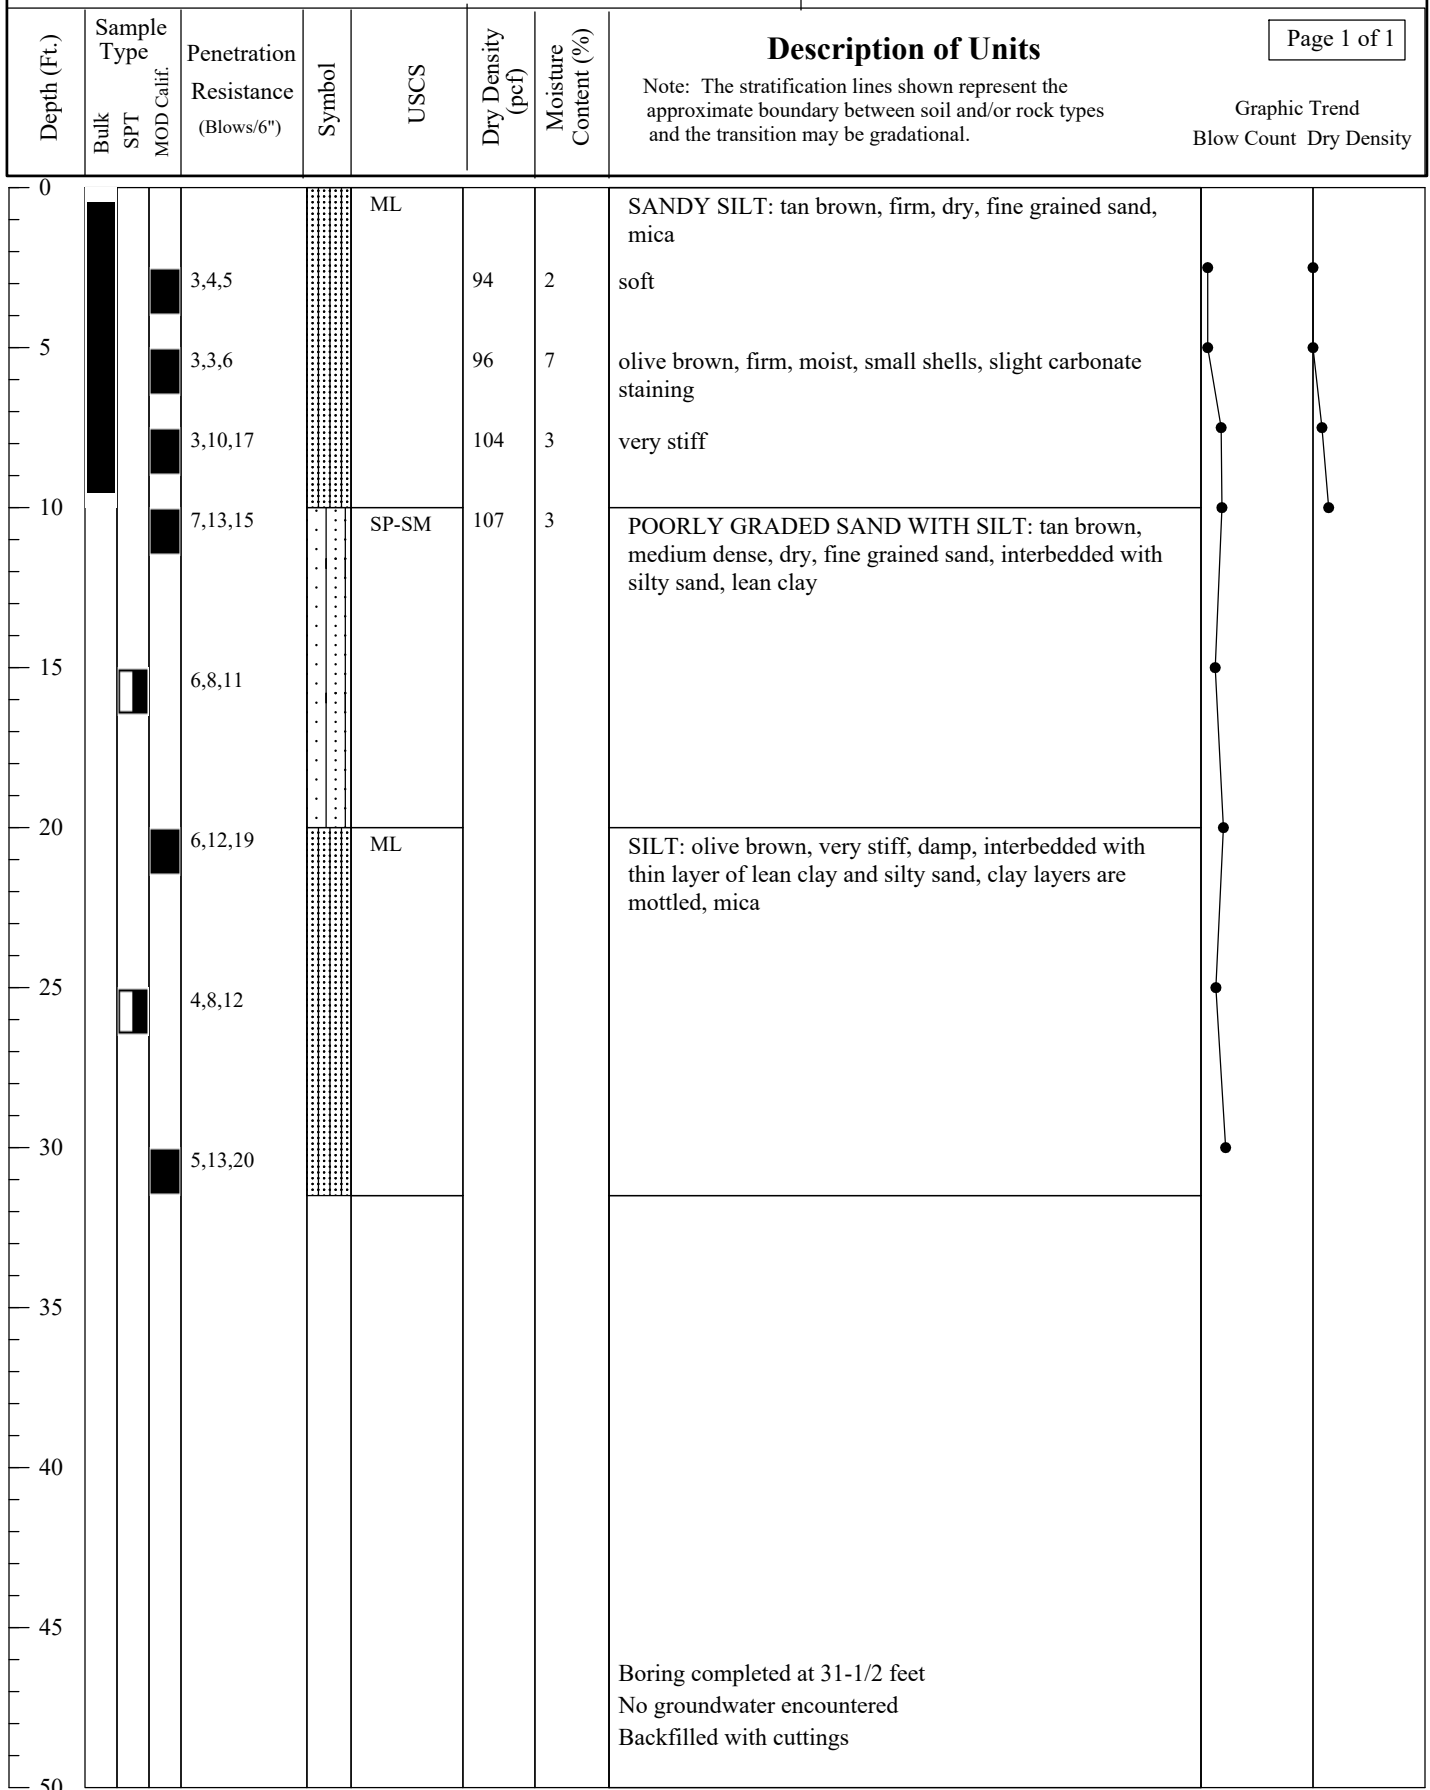 Depth (Ft.)
Sample
Type
Bulk
SPT
MOD Calif.
Penetration
Resistance
(Blows/6")
Symbol
USCS
Dry Density
(pcf)
Moisture
Content (%)
Description of Units
Note: The stratification lines shown represent the
approximate boundary between soil and/or rock types
and the transition may be gradational.
Page 1 of 1
Graphic Trend
Blow Count Dry Density
0
ML
SANDY SILT: tan brown, firm, dry, fine grained sand,
mica
3,4,5 94 2 soft
5
3,3,6 96 7 olive brown, firm, moist, small shells, slight carbonate
staining
3,10,17 104 3 very stiff
10
7,13,15 SP-SM 107 3 POORLY GRADED SAND WITH SILT: tan brown,
medium dense, dry, fine grained sand, interbedded with
silty sand, lean clay
15
6,8,11
20
6,12,19 ML SILT: olive brown, very stiff, damp, interbedded with
thin layer of lean clay and silty sand, clay layers are
mottled, mica
25
4,8,12
30
5,13,20
35
40
45
Boring completed at 31-1/2 feet
No groundwater encountered
Backfilled with cuttings
50